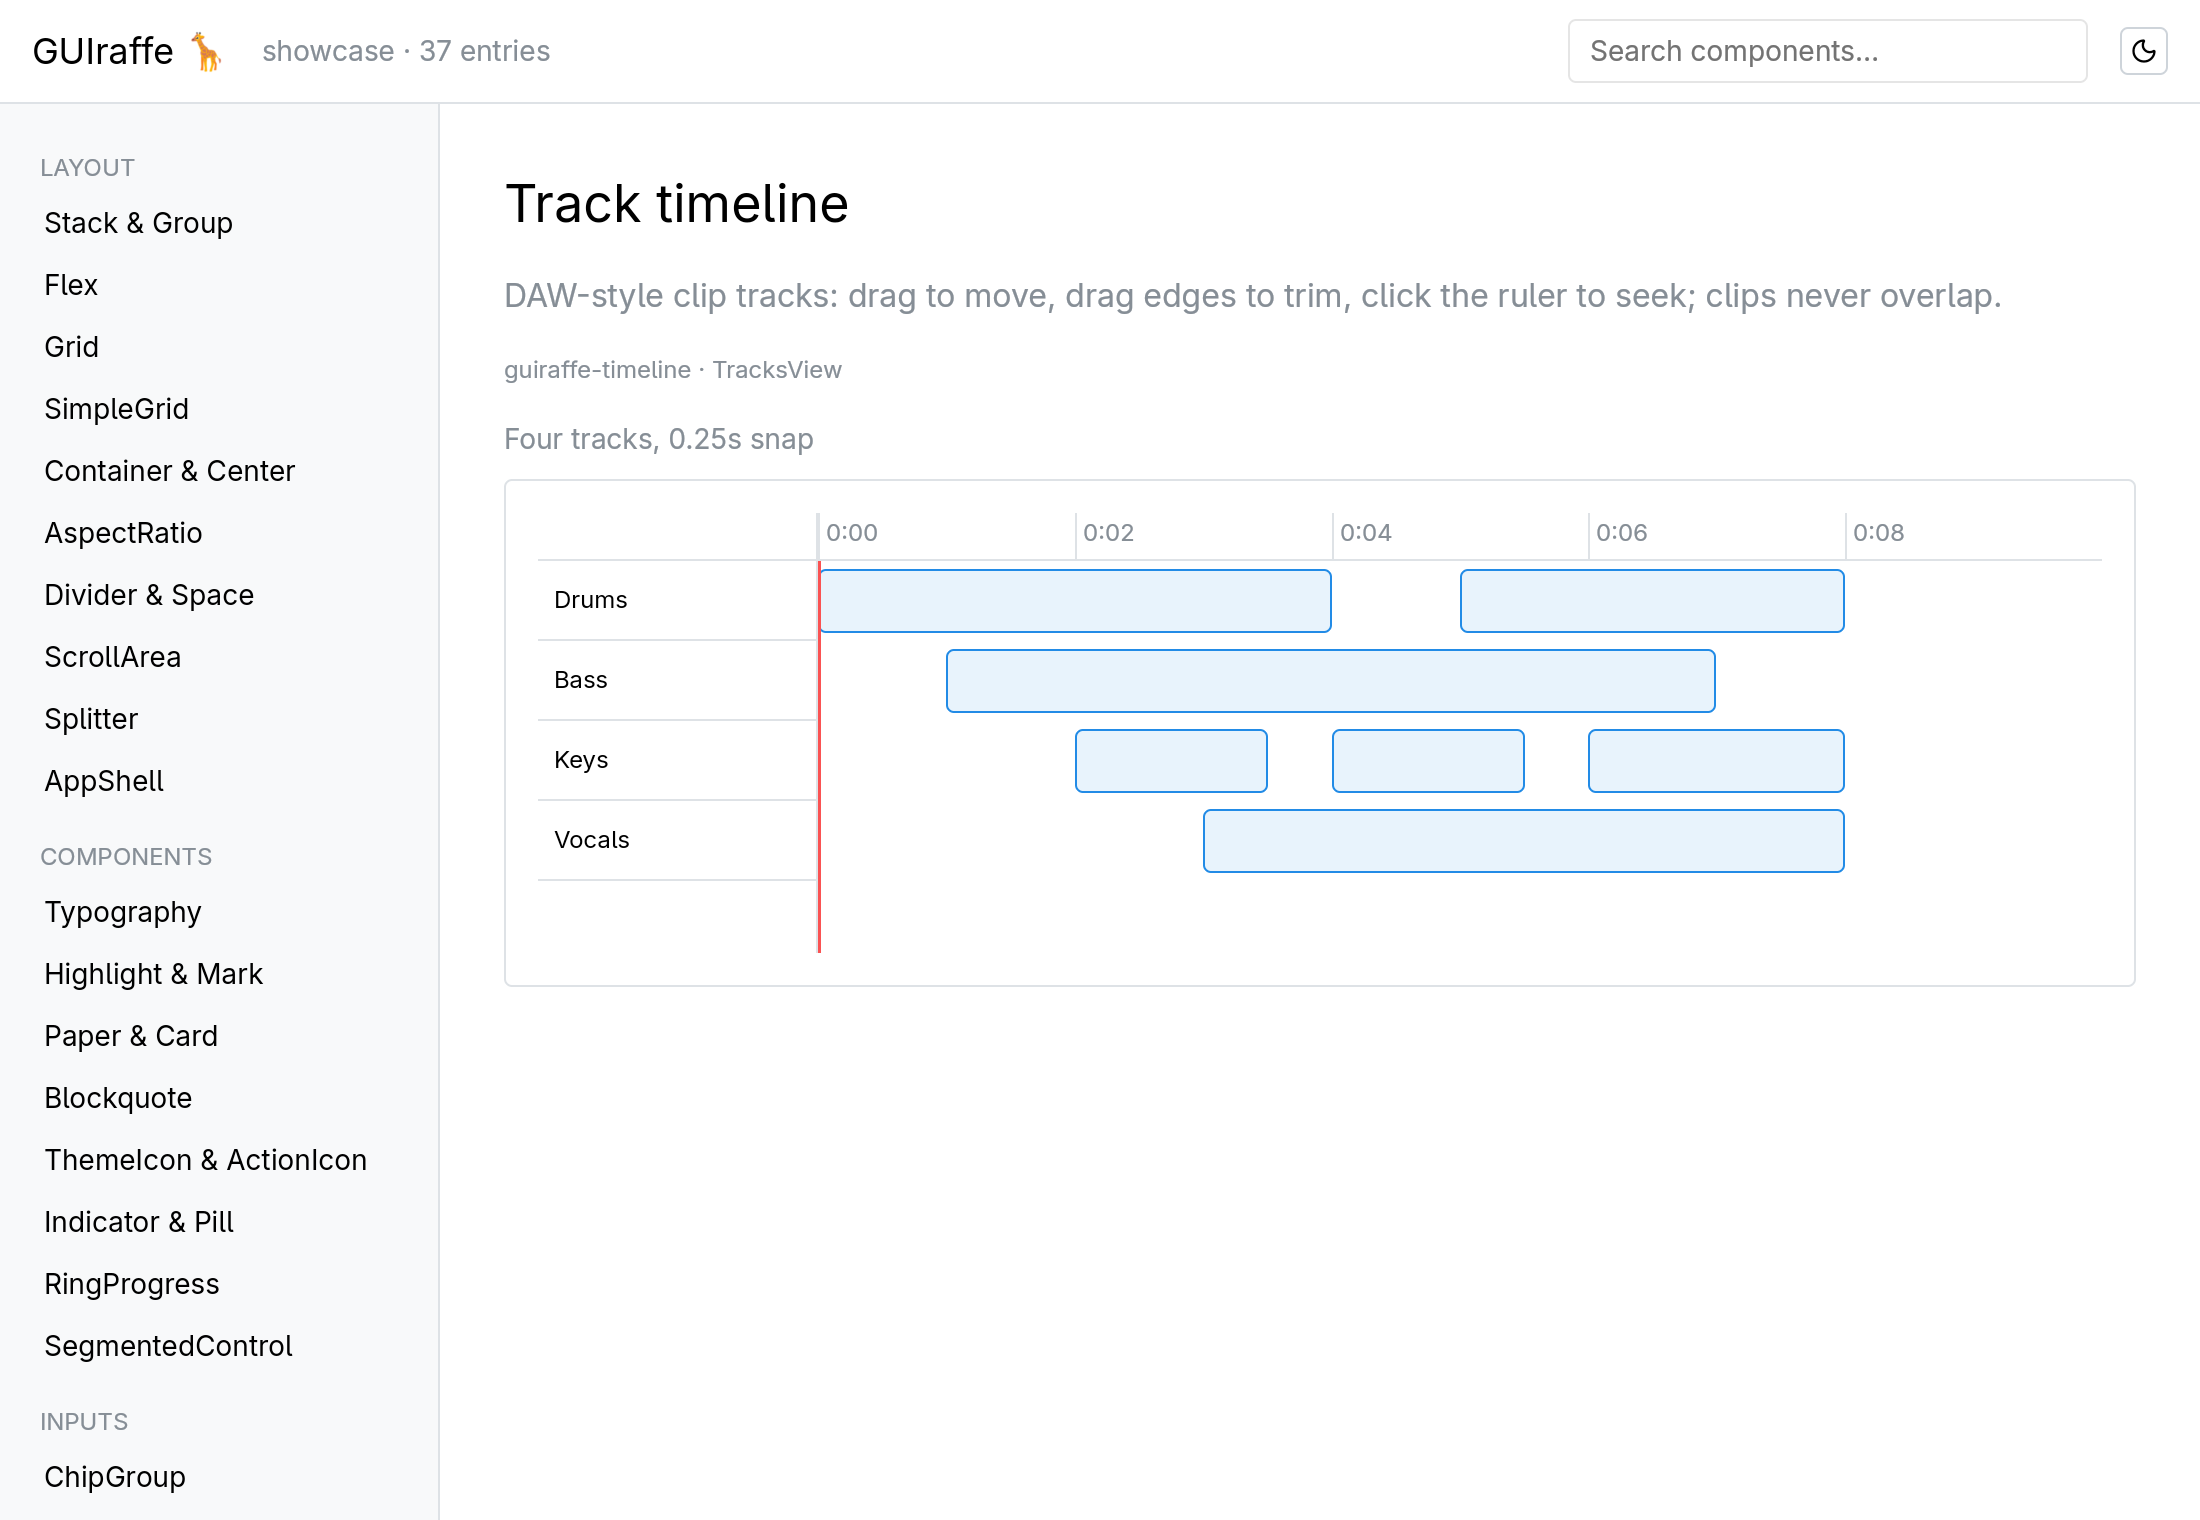 GUIraffe 🦒 showcase · 37 entries
Search components...
LAYOUT
Stack & Group
Flex
Grid
SimpleGrid
Container & Center
AspectRatio
Divider & Space
ScrollArea
Splitter
AppShell
COMPONENTS
Typography
Highlight & Mark
Paper & Card
Blockquote
ThemeIcon & ActionIcon
Indicator & Pill
RingProgress
SegmentedControl
INPUTS
ChipGroup
Track timeline
DAW-style clip tracks: drag to move, drag edges to trim, click the ruler to seek; clips never overlap.
guiraffe-timeline · TracksView
Four tracks, 0.25s snap
0:00 0:02 0:04 0:06 0:08
Drums
Bass
Keys
Vocals